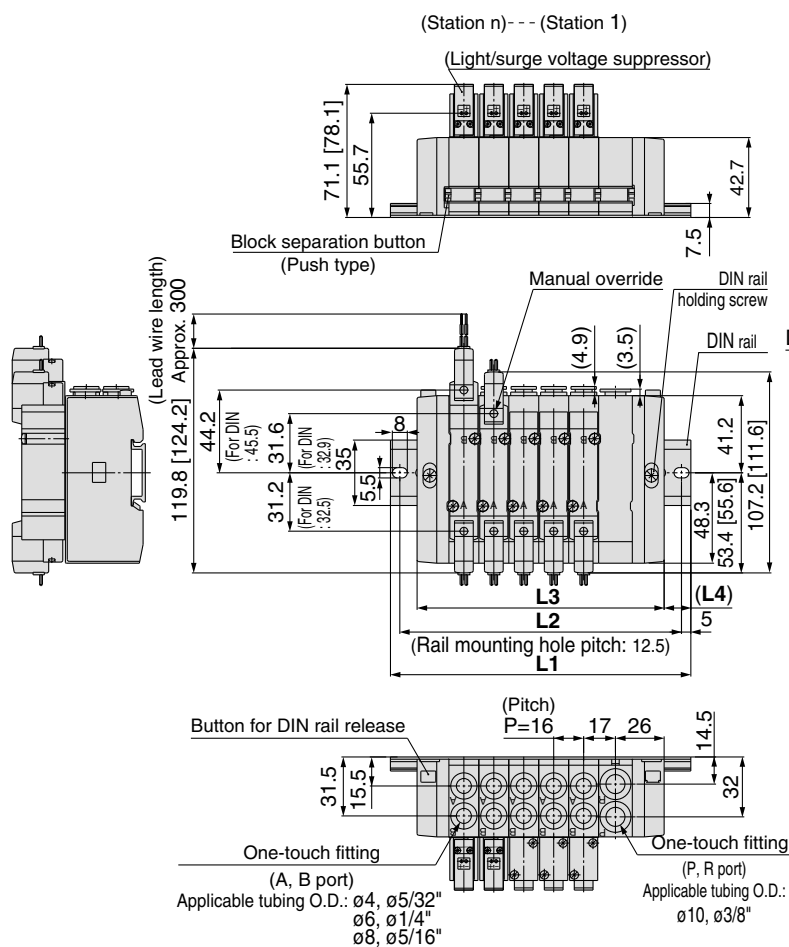 (Station n)--- (Station 1)
(Light/surge voltage suppressor)
71.1 [78.1]
55.7
42.7
7.5
Block separation button
(Push type)
(Lead wire length)
Approx. 300
Manual override
DIN rail
holding screw
(4.9)
(3.5)
DIN rail
119.8 [124.2]
44.2
(For DIN
: 45.5)
31.6
(For DIN
: 32.9)
8
35
5.5
31.2
(For DIN
: 32.5)
41.2
48.3
53.4 [55.6]
107.2 [111.6]
B B B B
A A A A A
L3
(L4)
L2
5
(Rail mounting hole pitch: 12.5)
L1
(Pitch)
P=16
17
26
14.5
Button for DIN rail release
31.5
15.5
32
A A A A A P
B B B B B R
One-touch fitting
(A, B port)
Applicable tubing O.D.: ø4, ø5/32"
ø6, ø1/4"
ø8, ø5/16"
One-touch fitting
(P, R port)
Applicable tubing O.D.:
ø10, ø3/8"